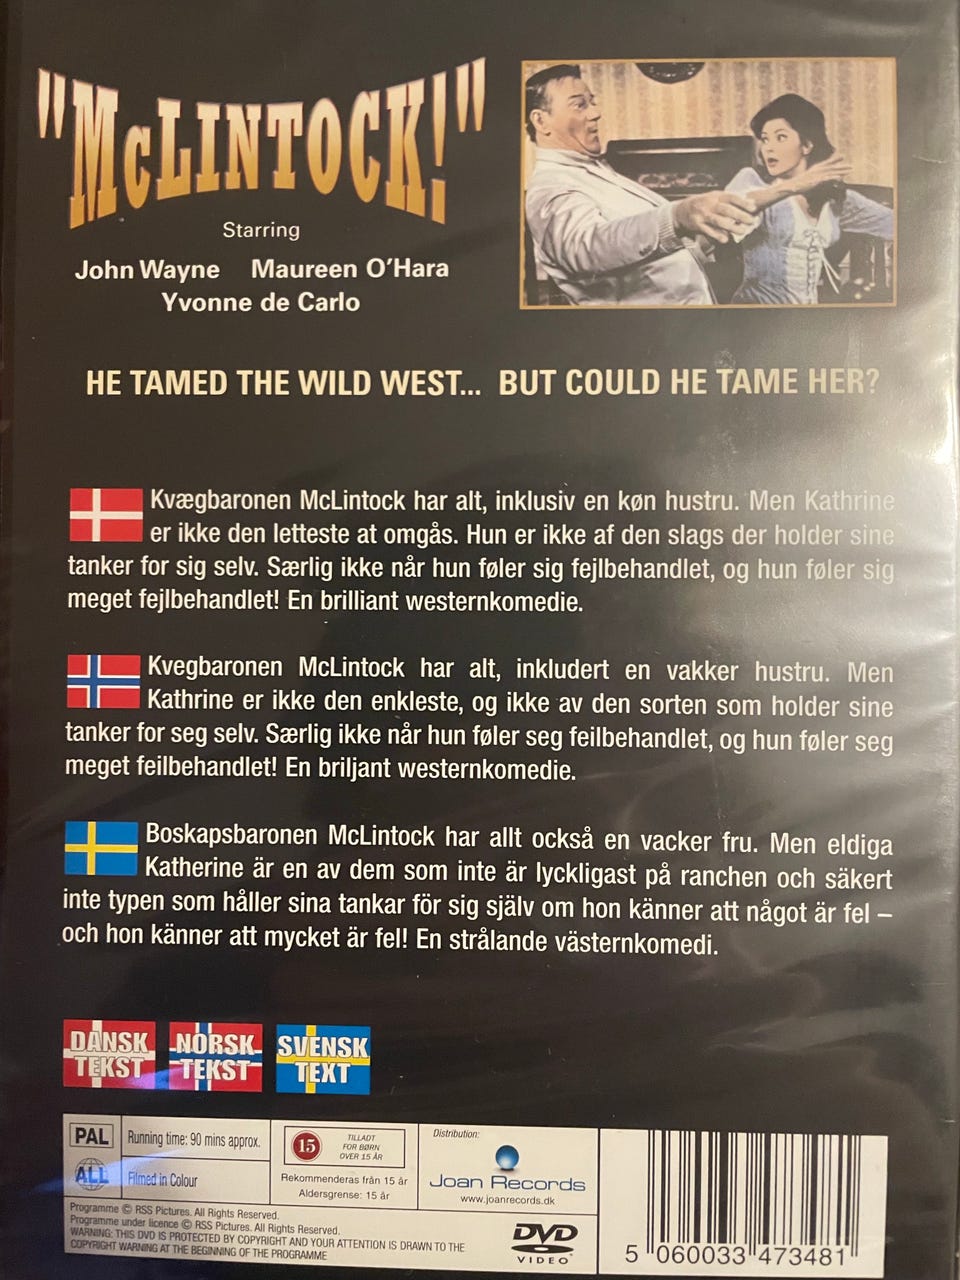 "McLINTOCK!"
Starring
John Wayne Maureen O'Hara
Yvonne de Carlo
HE TAMED THE WILD WEST... BUT COULD HE TAME HER?
Kvægbaronen McLintock har alt, inklusiv en køn hustru. Men Kathrine
er ikke den letteste at omgås. Hun er ikke af den slags der holder sine
tanker for sig selv. Særlig ikke når hun føler sig fejlbehandlet, og hun føler sig
meget fejlbehandlet! En brilliant westernkomedie.
Kvegbaronen McLintock har alt, inkludert en vakker hustru. Men
Kathrine er ikke den enkleste, og ikke av den sorten som holder sine
tanker for seg selv. Særlig ikke når hun føler seg feilbehandlet, og hun føler seg
meget feilbehandlet! En briljant westernkomedie.
Boskapsbaronen McLintock har allt också en vacker fru. Men eldiga
Katherine är en av dem som inte är lyckligast på ranchen och säkert
inte typen som håller sina tankar för sig själv om hon känner att något är fel –
och hon känner att mycket är fel! En strålande västernkomedi.
DANSK TEKST
NORSK TEKST
SVENSK TEXT
PAL
Running time: 90 mins approx.
ALL
Filmed in Colour
15
TILLADT
FOR BØRN
OVER 15 ÅR
Rekommenderas från 15 år
Aldersgrense: 15 år
Distribution:
Joan Records
www.joanrecords.dk
Programme © RSS Pictures. All Rights Reserved.
Programme under licence © RSS Pictures. All Rights Reserved.
WARNING: THIS DVD IS PROTECTED BY COPYRIGHT AND YOUR ATTENTION IS DRAWN TO THE
COPYRIGHT WARNING AT THE BEGINNING OF THE PROGRAMME
DVD
VIDEO
5 060033 473481